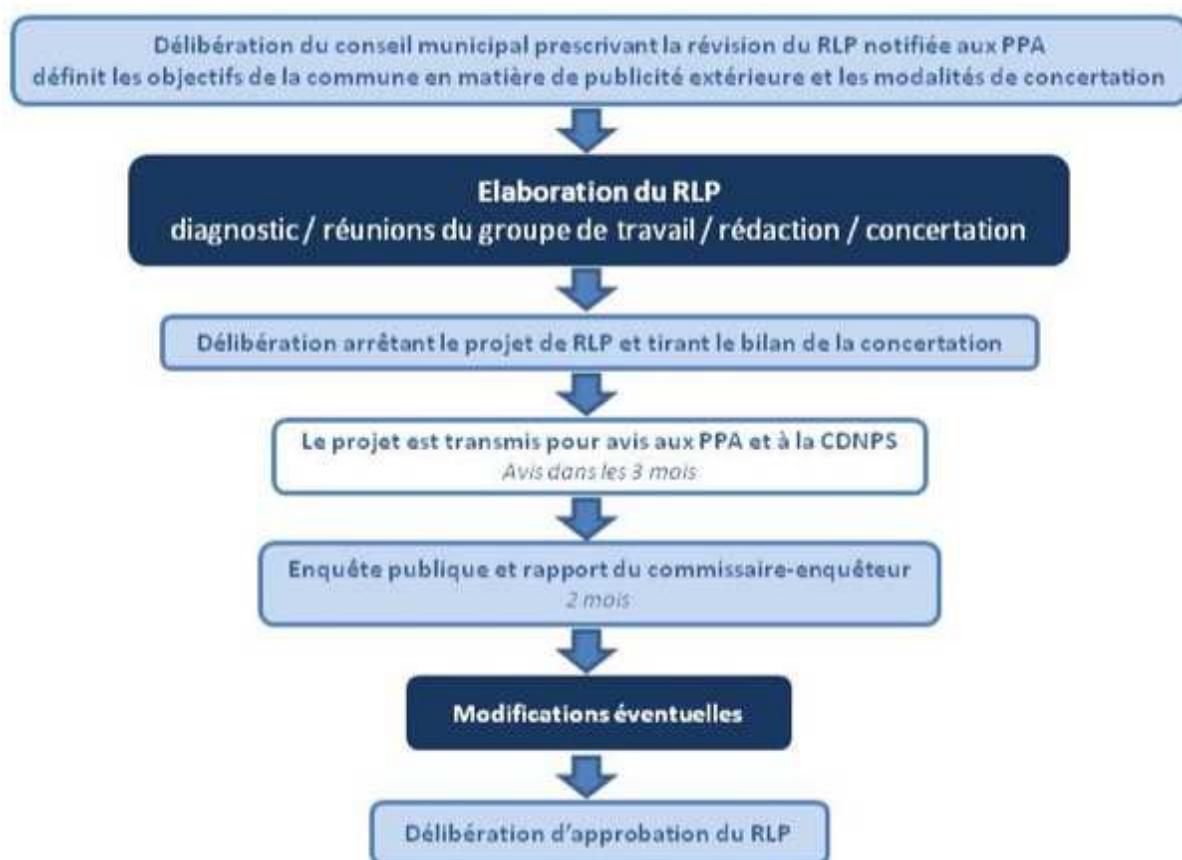 Délibération du conseil municipal prescrivant la révision du RLP notifiée aux PPA
définit les objectifs de la commune en matière de publicité extérieure et les modalités de concertation
Elaboration du RLP
diagnostic / réunions du groupe de travail / rédaction / concertation
Délibération arrêtant le projet de RLP et tirant le bilan de la concertation
Le projet est transmis pour avis aux PPA et à la CDNPS
Avis dans les 3 mois
Enquête publique et rapport du commissaire-enquêteur
2 mois
Modifications éventuelles
Délibération d'approbation du RLP